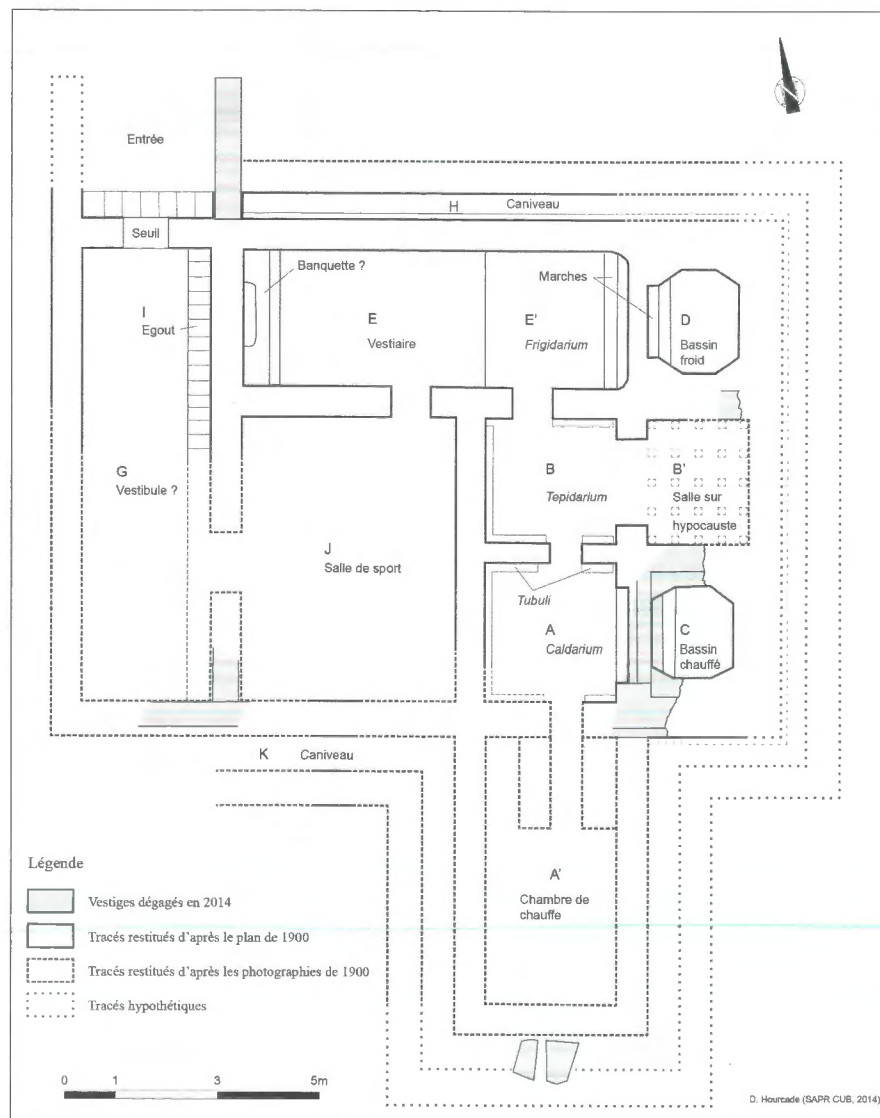 Entrée
H Caniveau
Seuil
Banquette ?
Marches
I
Egout
E
Vestiaire
E'
Frigidarium
D
Bassin
froid
G
Vestibule ?
B
Tepidarium
B'
Salle sur
hypocauste
J
Salle de sport
Tubuli
A
Caldarium
C
Bassin
chauffé
K Caniveau
A'
Chambre de
chauffe
Légende
Vestiges dégagés en 2014
Tracés restitués d'après le plan de 1900
Tracés restitués d'après les photographies de 1900
Tracés hypothétiques
0 1 3 5m
D. Hourcade (SAPR CUB, 2014)